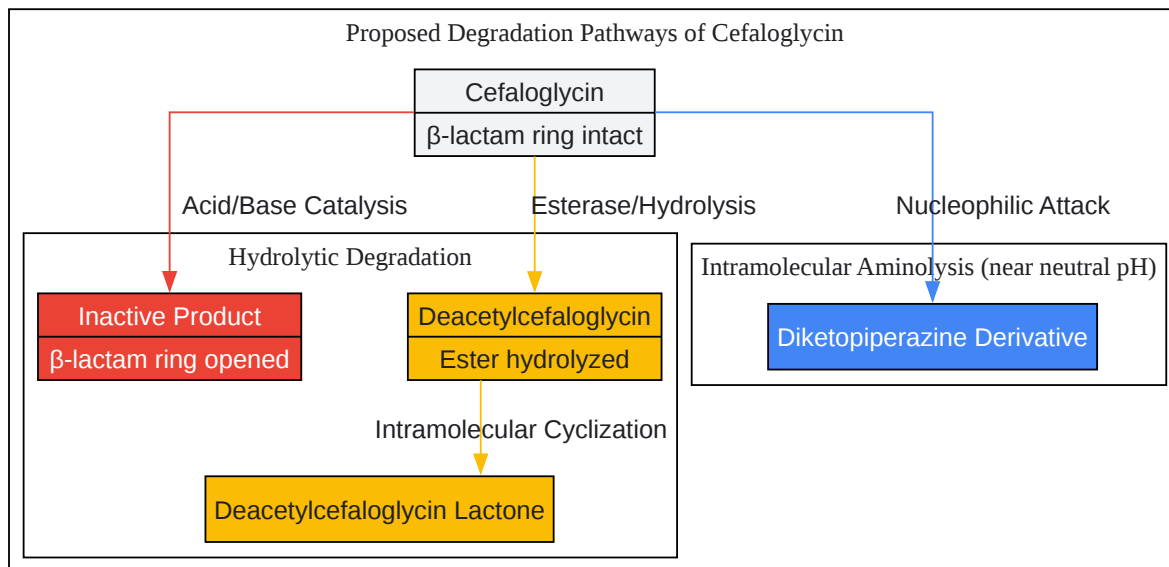 Proposed Degradation Pathways of Cefaloglycin
Cefaloglycin
β-lactam ring intact
Acid/Base Catalysis
Esterase/Hydrolysis
Nucleophilic Attack
Hydrolytic Degradation
Intramolecular Aminolysis (near neutral pH)
Inactive Product
β-lactam ring opened
Deacetylcefaloglycin
Ester hydrolyzed
Diketopiperazine Derivative
Intramolecular Cyclization
Deacetylcefaloglycin Lactone